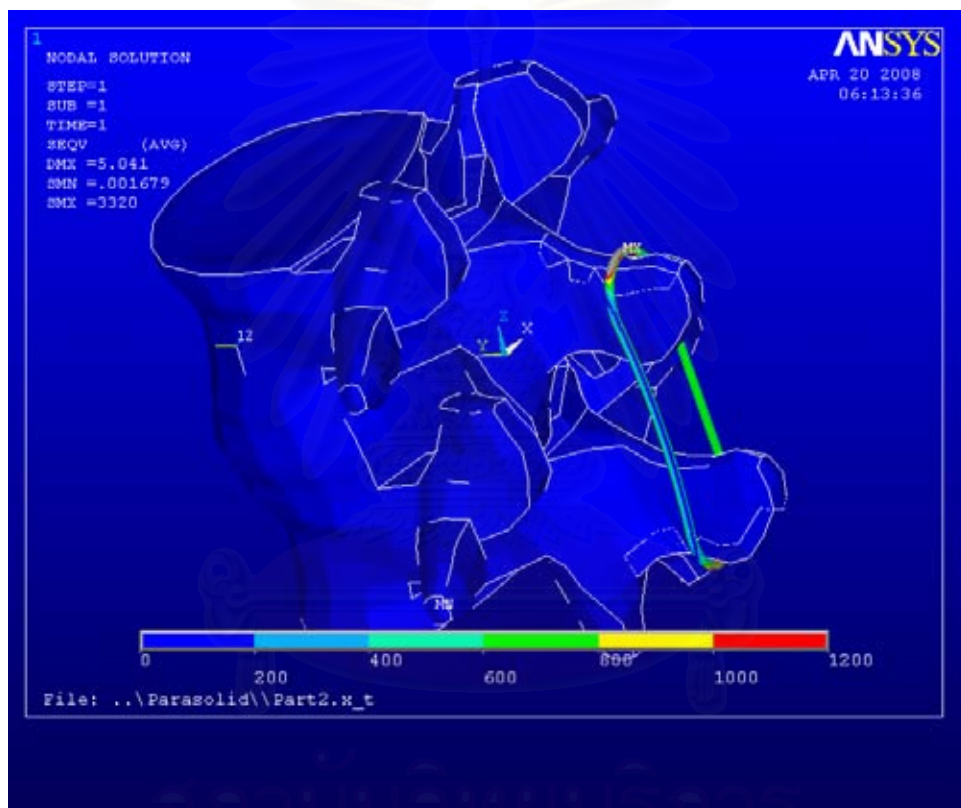 1
NODAL SOLUTION
STEP=1
SUB =1
TIME=1
SEQV (AVG)
DMX =5.041
SMN =.001679
SMX =3320
ANSYS
APR 20 2008
06:13:36
MX
Z
X
Y
12
MN
0 200 400 600 800 1000 1200
File: ..\Parasolid\\Part2.x_t